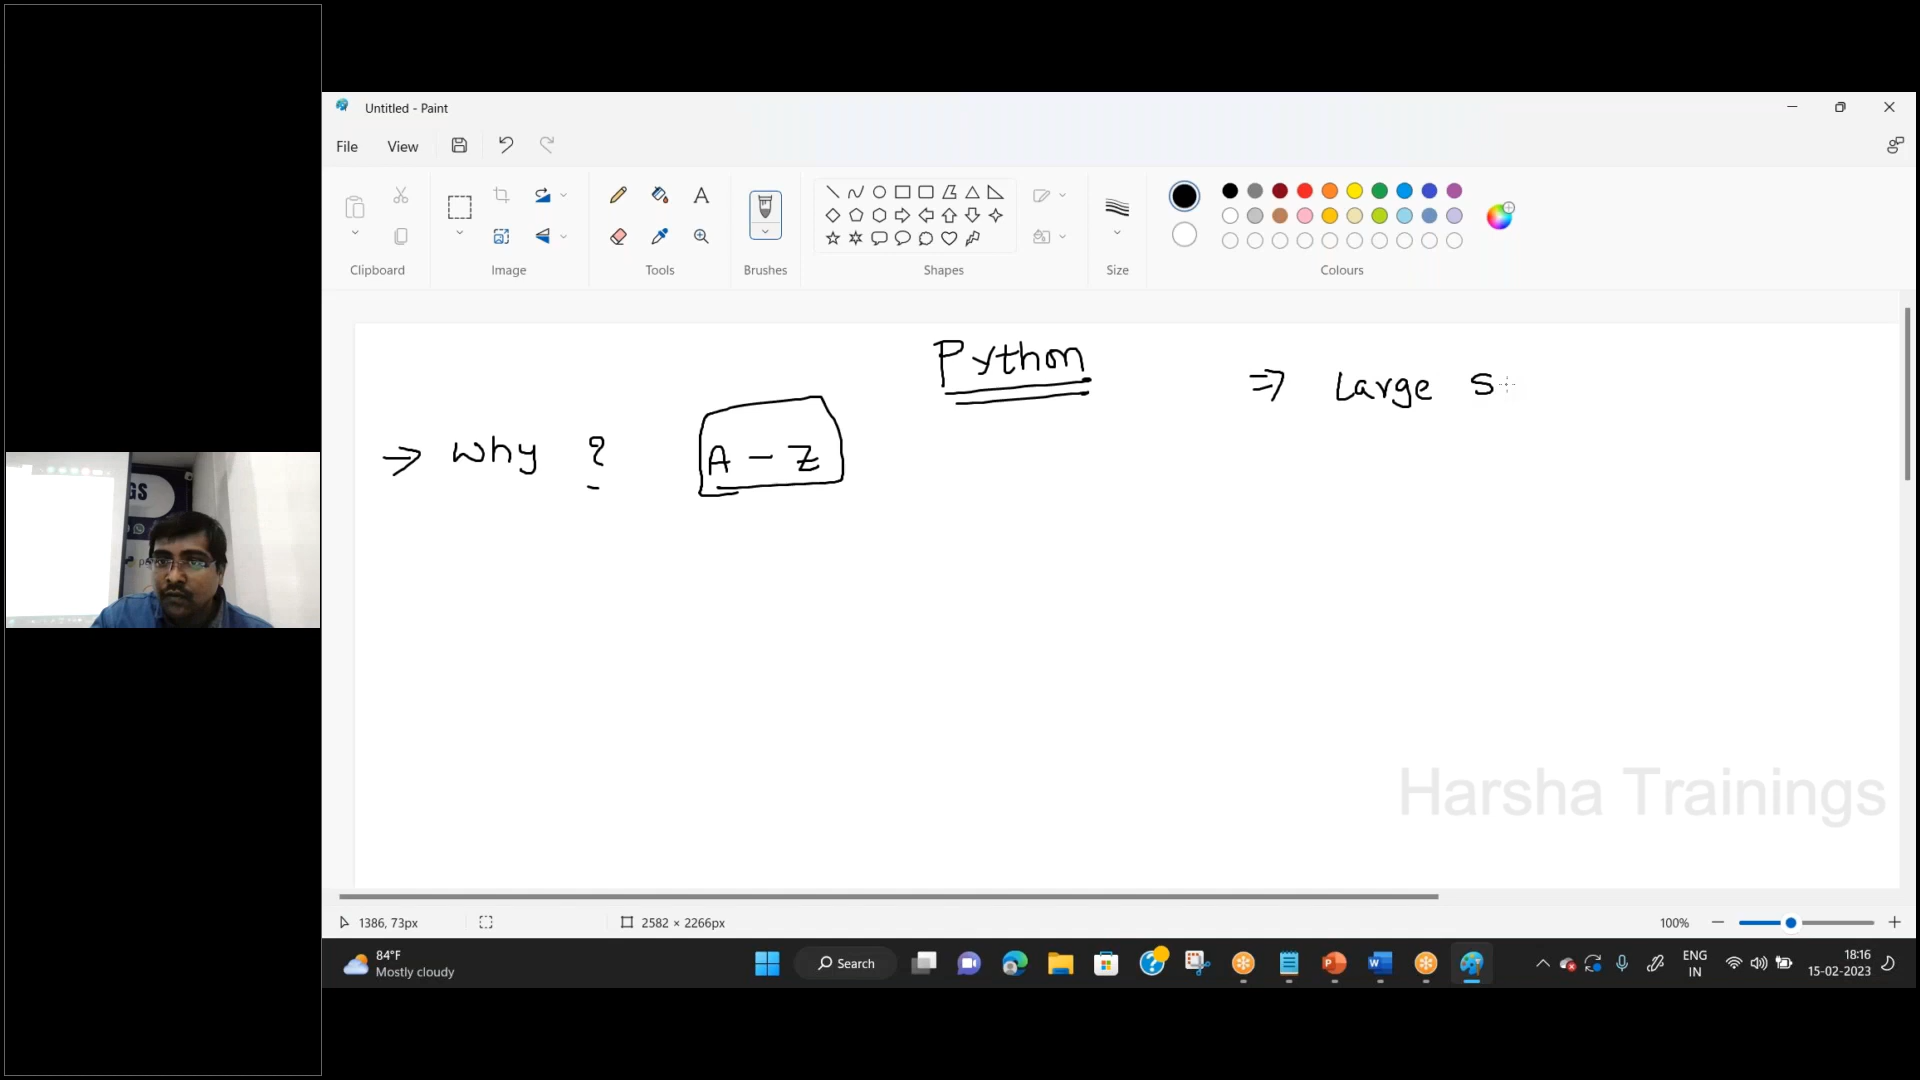 Untitled - Paint
File View
Clipboard Image Tools Brushes Shapes Size Colours
Python
⇒ Large S
→ Why ? A - Z
GS
Harsha Trainings
1386, 73px 2582 × 2266px 100%
84°F
Mostly cloudy
Search
ENG
IN
18:16
15-02-2023